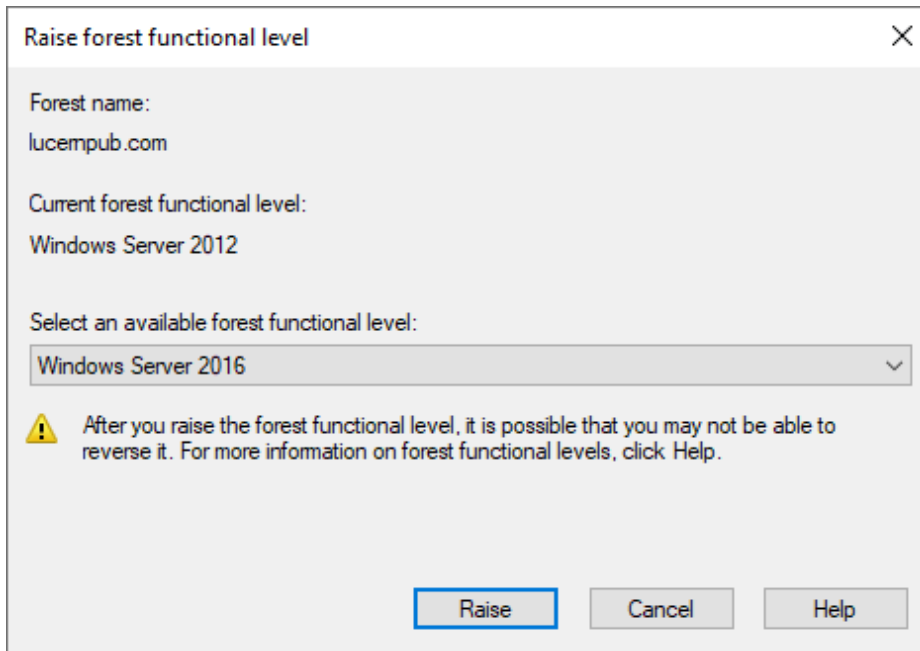 Raise forest functional level
Forest name:
lucernpub.com
Current forest functional level:
Windows Server 2012
Select an available forest functional level:
Windows Server 2016
After you raise the forest functional level, it is possible that you may not be able to
reverse it. For more information on forest functional levels, click Help.
Raise Cancel Help